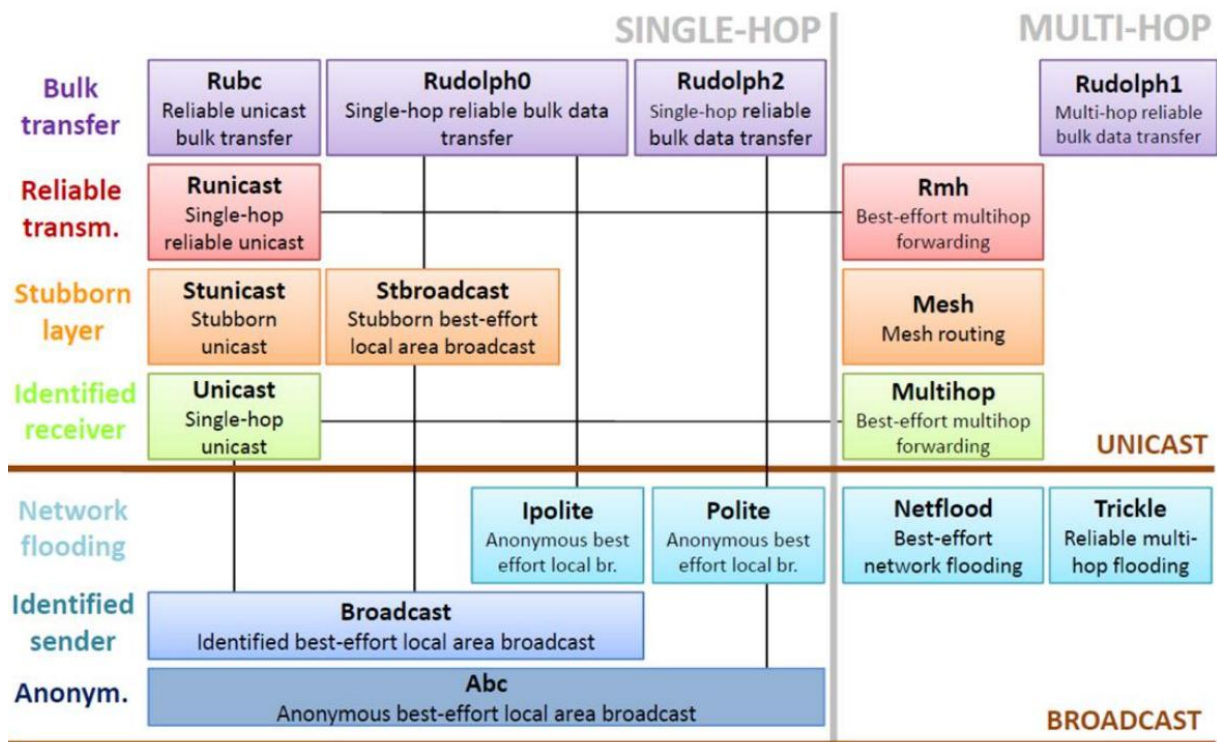 SINGLE-HOP
MULTI-HOP
Bulk
transfer
Rubc
Reliable unicast
bulk transfer
Rudolph0
Single-hop reliable bulk data
transfer
Rudolph2
Single-hop reliable
bulk data transfer
Rudolph1
Multi-hop reliable
bulk data transfer
Reliable
transm.
Runicast
Single-hop
reliable unicast
Rmh
Best-effort multihop
forwarding
Stubborn
layer
Stunicast
Stubborn
unicast
Stbroadcast
Stubborn best-effort
local area broadcast
Mesh
Mesh routing
Identified
receiver
Unicast
Single-hop
unicast
Multihop
Best-effort multihop
forwarding
UNICAST
Network
flooding
Ipolite
Anonymous best
effort local br.
Polite
Anonymous best
effort local br.
Netflood
Best-effort
network flooding
Trickle
Reliable multi-
hop flooding
Identified
sender
Broadcast
Identified best-effort local area broadcast
Anonym.
Abc
Anonymous best-effort local area broadcast
BROADCAST